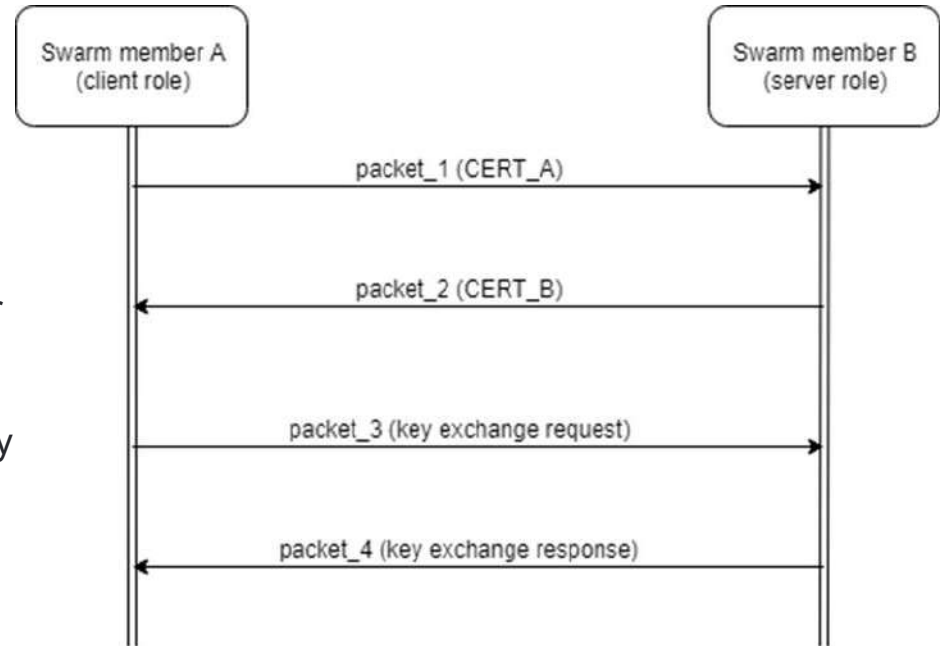 Swarm member A
(client role)
Swarm member B
(server role)
packet_1 (CERT_A)
packet_2 (CERT_B)
packet_3 (key exchange request)
packet_4 (key exchange response)